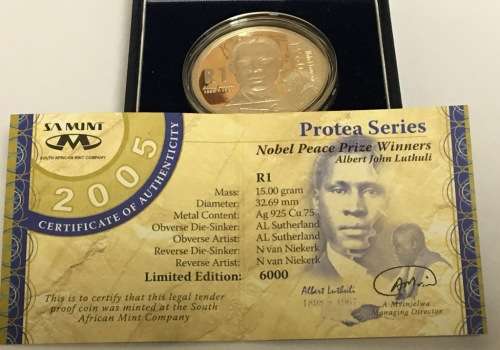 R1
SA MINT
SOUTH AFRICAN MINT COMPANY
2005
CERTIFICATE OF AUTHENTICITY
Protea Series
Nobel Peace Prize Winners
Albert John Luthuli
R1
Mass: 15.00 gram
Diameter: 32.69 mm
Metal Content: Ag 925 Cu 75
Obverse Die-Sinker: AL Sutherland
Obverse Artist: AL Sutherland
Reverse Die-Sinker: N van Niekerk
Reverse Artist: N van Niekerk
Limited Edition: 6000
This is to certify that this legal tender
proof coin was minted at the South
African Mint Company
Albert Luthuli
1898 - 1967
A Mvinjelwa
Managing Director